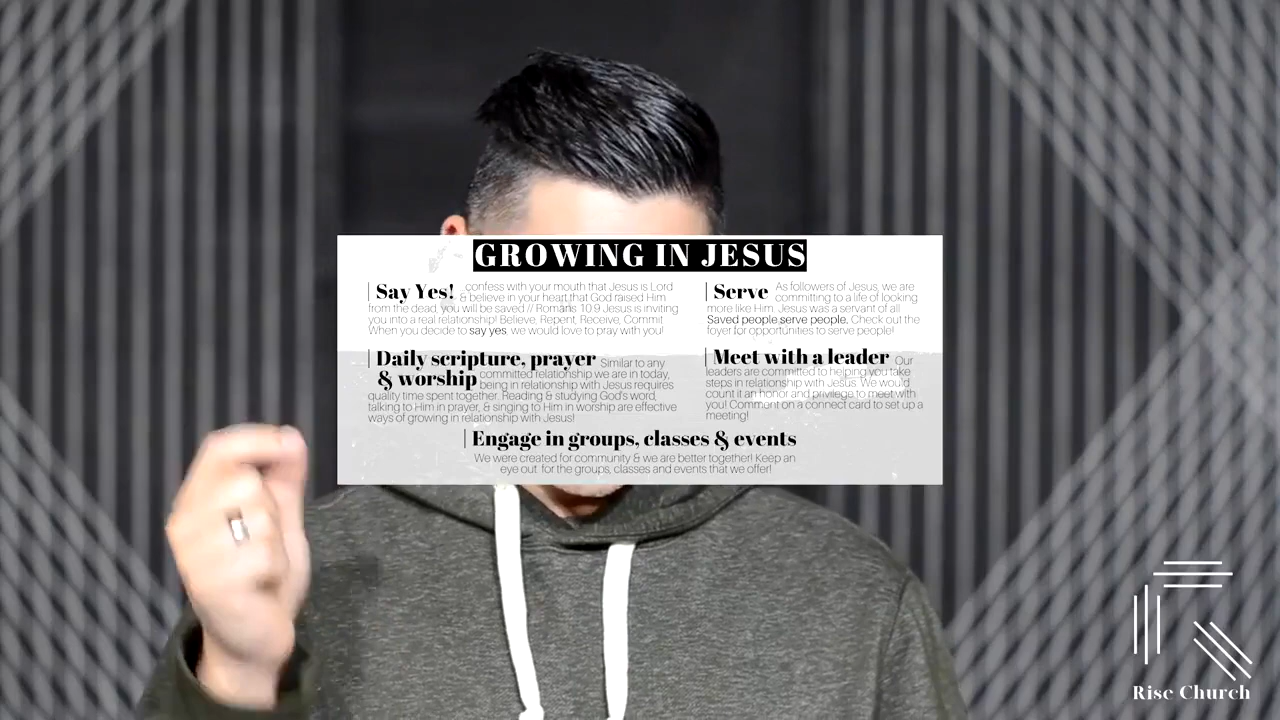 GROWING IN JESUS
Say Yes! confess with your mouth that Jesus is Lord
& believe in your heart that God raised Him
from the dead, you will be saved // Romans 10:9 Jesus is inviting
you into a real relationship! Believe, Repent, Receive, Commit!
When you decide to say yes, we would love to pray with you!
Serve As followers of Jesus, we are
committing to a life of looking
more like Him. Jesus was a servant of all.
Saved people serve people. Check out the
foyer for opportunities to serve people!
Daily scripture, prayer Similar to any
& worship committed relationship we are in today,
being in relationship with Jesus requires
quality time spent together. Reading & studying God's word,
talking to Him in prayer, & singing to Him in worship are effective
ways of growing in relationship with Jesus!
Meet with a leader Our
leaders are committed to helping you take
steps in relationship with Jesus. We would
count it an honor and privilege to meet with
you! Comment on a connect card to set up a
meeting!
Engage in groups, classes & events
We were created for community & we are better together! Keep an
eye out for the groups, classes and events that we offer!
Rise Church